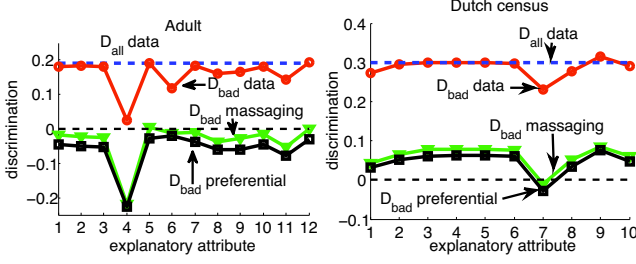 Adult
D_all data
D_bad data
D_bad massaging
D_bad preferential
discrimination
0.2
0.1
0
-0.1
-0.2
1 2 3 4 5 6 7 8 9 10 11 12
explanatory attribute
Dutch census
D_all data
D_bad data
D_bad massaging
D_bad preferential
discrimination
0.4
0.3
0.2
0.1
0
-0.1
1 2 3 4 5 6 7 8 9 10
explanatory attribute